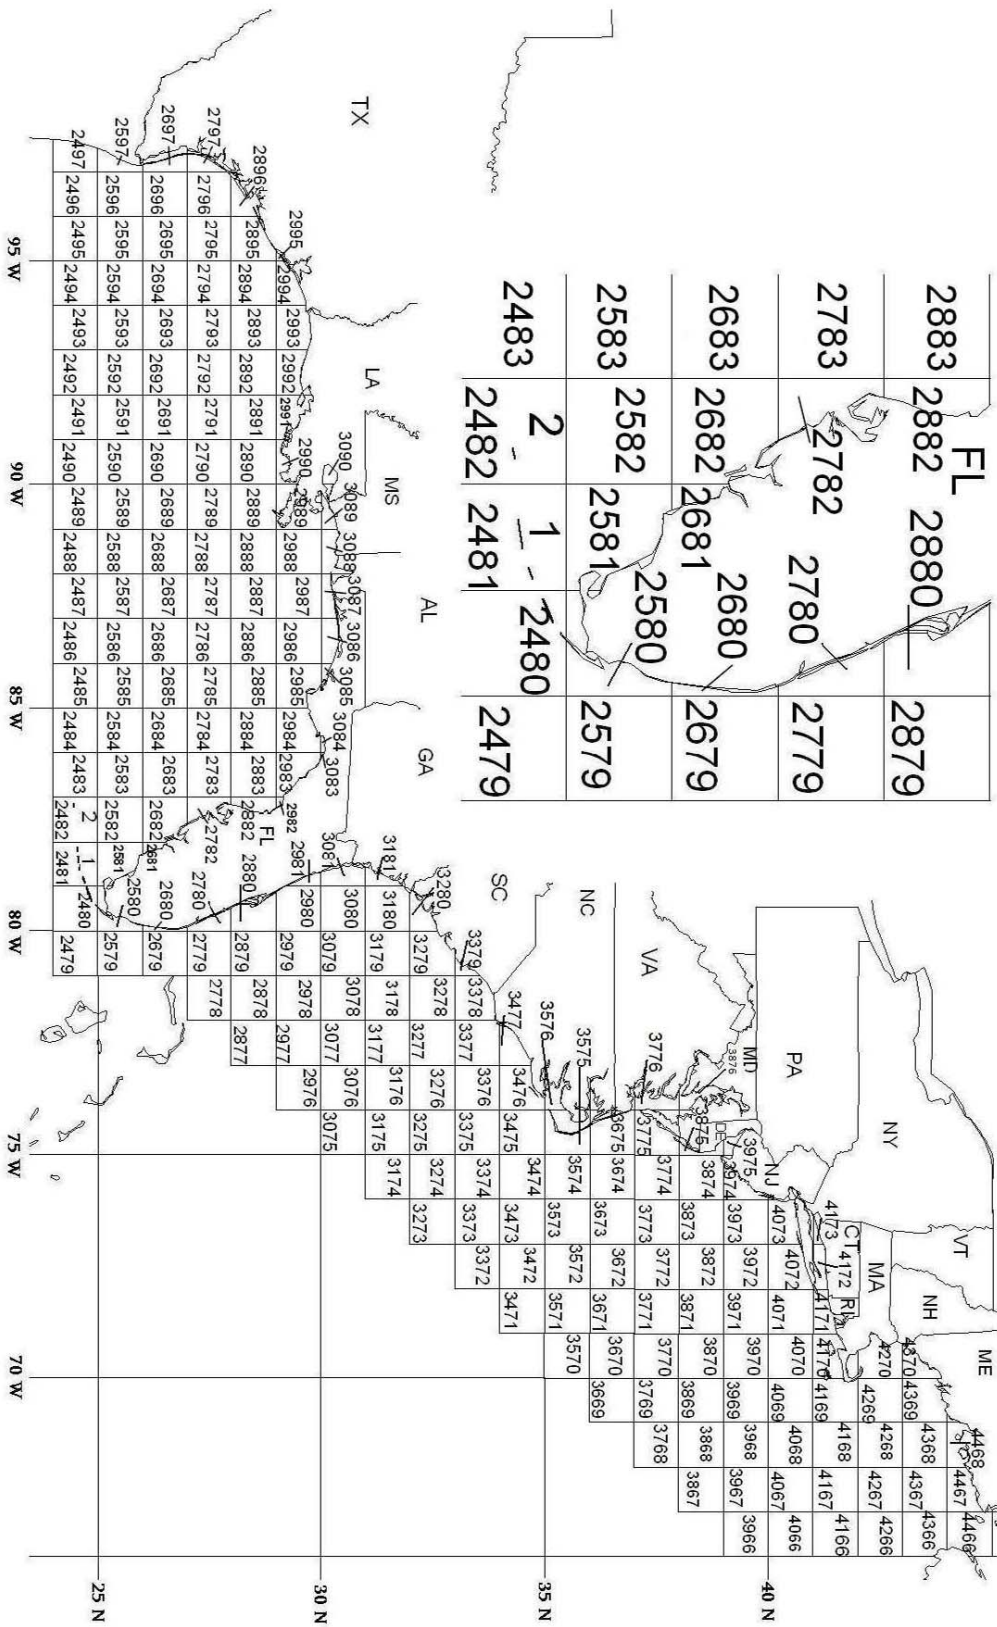 2883 2882 2880 2879
FL
2783 2782 2780 2779
2683 2682 2681 2680 2679
2583 2582 2581 2580 2579
2 - 1 - -
2483 2482 2481 2480 2479
ME
VT NH
NY
MA
CT RI
PA
NJ
MD DE
VA
NC
SC
TX LA MS AL GA
FL
4468 4467 4466
4370 4369 4368 4367 4366
4270 4269 4268 4267 4266
4173 4172 4171 4170 4169 4168 4167 4166
4073 4072 4071 4070 4069 4068 4067 4066
40 N
3975 3974 3973 3972 3971 3970 3969 3968 3967 3966
3876 3875 3874 3873 3872 3871 3870 3869 3868 3867
3776 3775 3774 3773 3772 3771 3770 3769 3768
3675 3674 3673 3672 3671 3670 3669
3576 3575 3574 3573 3572 3571 3570
35 N
3477 3476 3475 3474 3473 3472 3471
3379 3378 3377 3376 3375 3374 3373 3372
3280 3279 3278 3277 3276 3275 3274 3273
3181 3180 3179 3178 3177 3176 3175 3174
3090 3089 3088 3087 3086 3085 3084 3083 3081 3080 3079 3078 3077 3076 3075
30 N
2995 2994 2993 2992 2991 2990 2989 2988 2987 2986 2985 2984 2983 2982 2981 2980 2979 2978 2977 2976
2896 2895 2894 2893 2892 2891 2890 2889 2888 2887 2886 2885 2884 2883 2882 2880 2879 2878 2877
2797 2796 2795 2794 2793 2792 2791 2790 2789 2788 2787 2786 2785 2784 2783 2782 2780 2779 2778
2697 2696 2695 2694 2693 2692 2691 2690 2689 2688 2687 2686 2685 2684 2683 2682 2681 2680 2679
2597 2596 2595 2594 2593 2592 2591 2590 2589 2588 2587 2586 2585 2584 2583 2582 2581 2580 2579
25 N
2 - 1 - -
2497 2496 2495 2494 2493 2492 2491 2490 2489 2488 2487 2486 2485 2484 2483 2482 2481 2480 2479
95 W 90 W 85 W 80 W 75 W 70 W